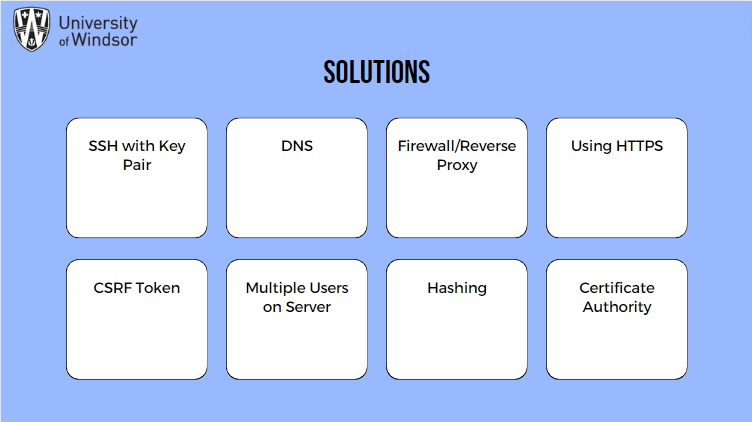 University
of Windsor
SOLUTIONS
SSH with Key
Pair
DNS
Firewall/Reverse
Proxy
Using HTTPS
CSRF Token
Multiple Users
on Server
Hashing
Certificate
Authority